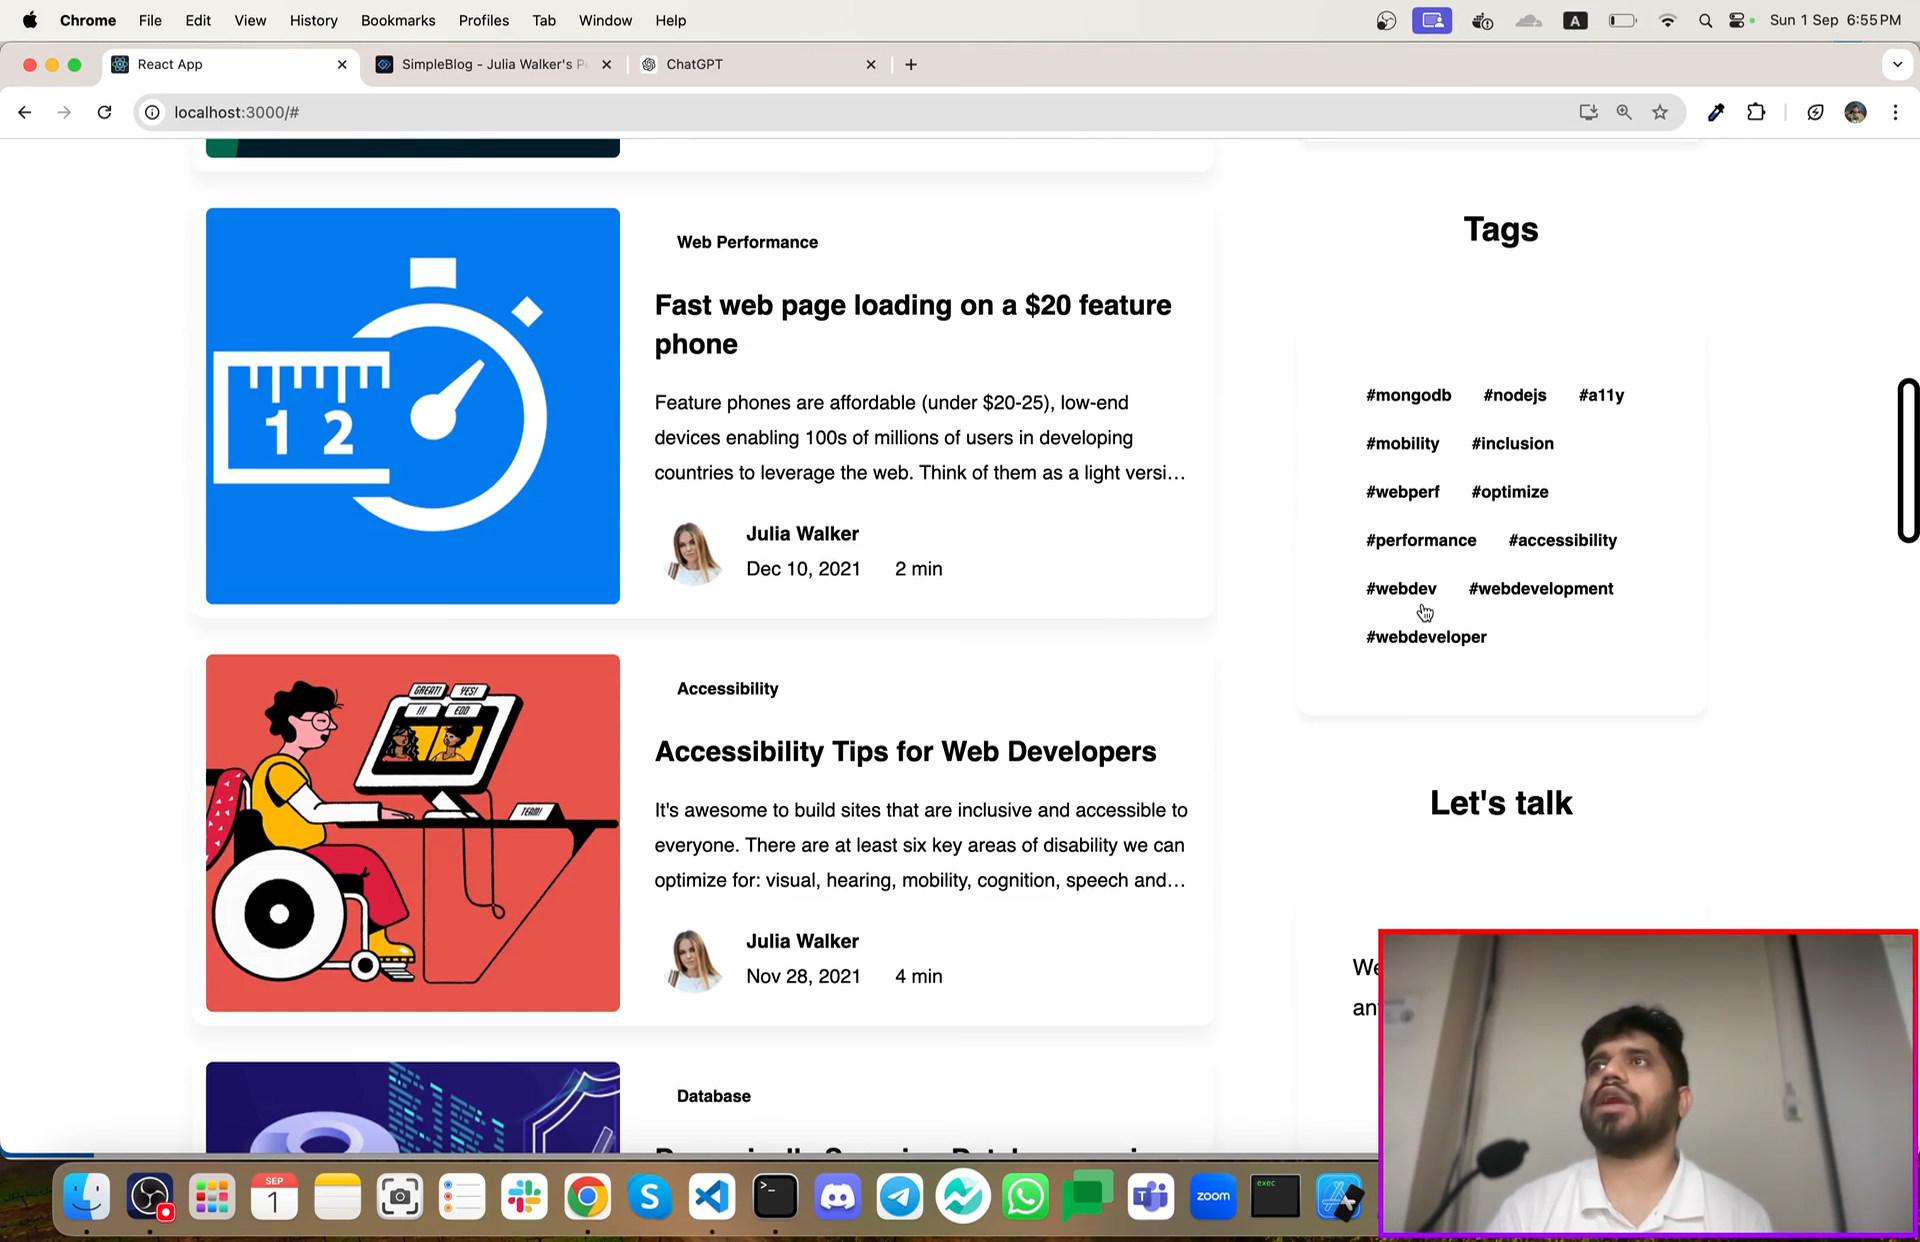 Chrome File Edit View History Bookmarks Profiles Tab Window Help
A
Sun 1 Sep 6:55 PM
React App
SimpleBlog - Julia Walker's P
ChatGPT
localhost:3000/#
Web Performance
Fast web page loading on a $20 feature
phone
Feature phones are affordable (under $20-25), low-end
devices enabling 100s of millions of users in developing
countries to leverage the web. Think of them as a light versi...
Julia Walker
Dec 10, 2021 2 min
1 2
GREAT! YES!
!!!
TEAM!
Accessibility
Accessibility Tips for Web Developers
It's awesome to build sites that are inclusive and accessible to
everyone. There are at least six key areas of disability we can
optimize for: visual, hearing, mobility, cognition, speech and...
Julia Walker
Nov 28, 2021 4 min
Database
Tags
#mongodb #nodejs #a11y
#mobility #inclusion
#webperf #optimize
#performance #accessibility
#webdev #webdevelopment
#webdeveloper
Let's talk
SEP
1
zoom
exec